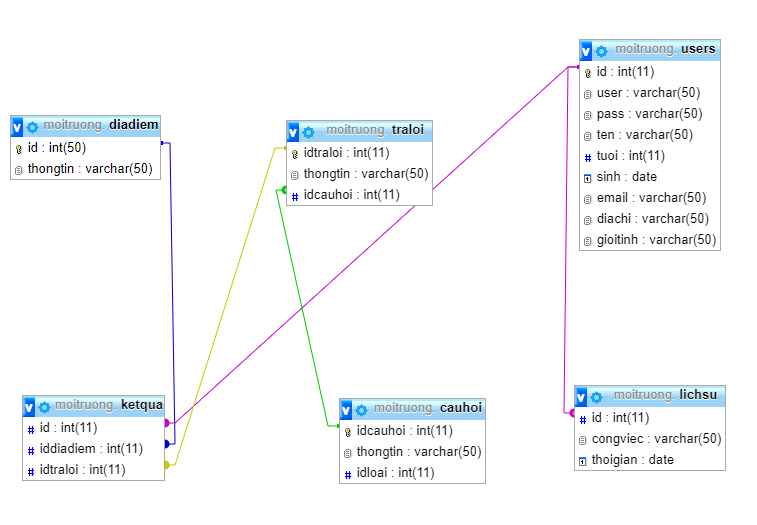 moitruong. users
id : int(11)
user : varchar(50)
pass : varchar(50)
ten : varchar(50)
tuoi : int(11)
sinh : date
email : varchar(50)
diachi : varchar(50)
gioitinh : varchar(50)
moitruong. diadiem
id : int(50)
thongtin : varchar(50)
moitruong. traloi
idtraloi : int(11)
thongtin : varchar(50)
idcauhoi : int(11)
moitruong. ketqua
id : int(11)
iddiadiem : int(11)
idtraloi : int(11)
moitruong. cauhoi
idcauhoi : int(11)
thongtin : varchar(50)
idloai : int(11)
moitruong. lichsu
id : int(11)
congviec : varchar(50)
thoigian : date